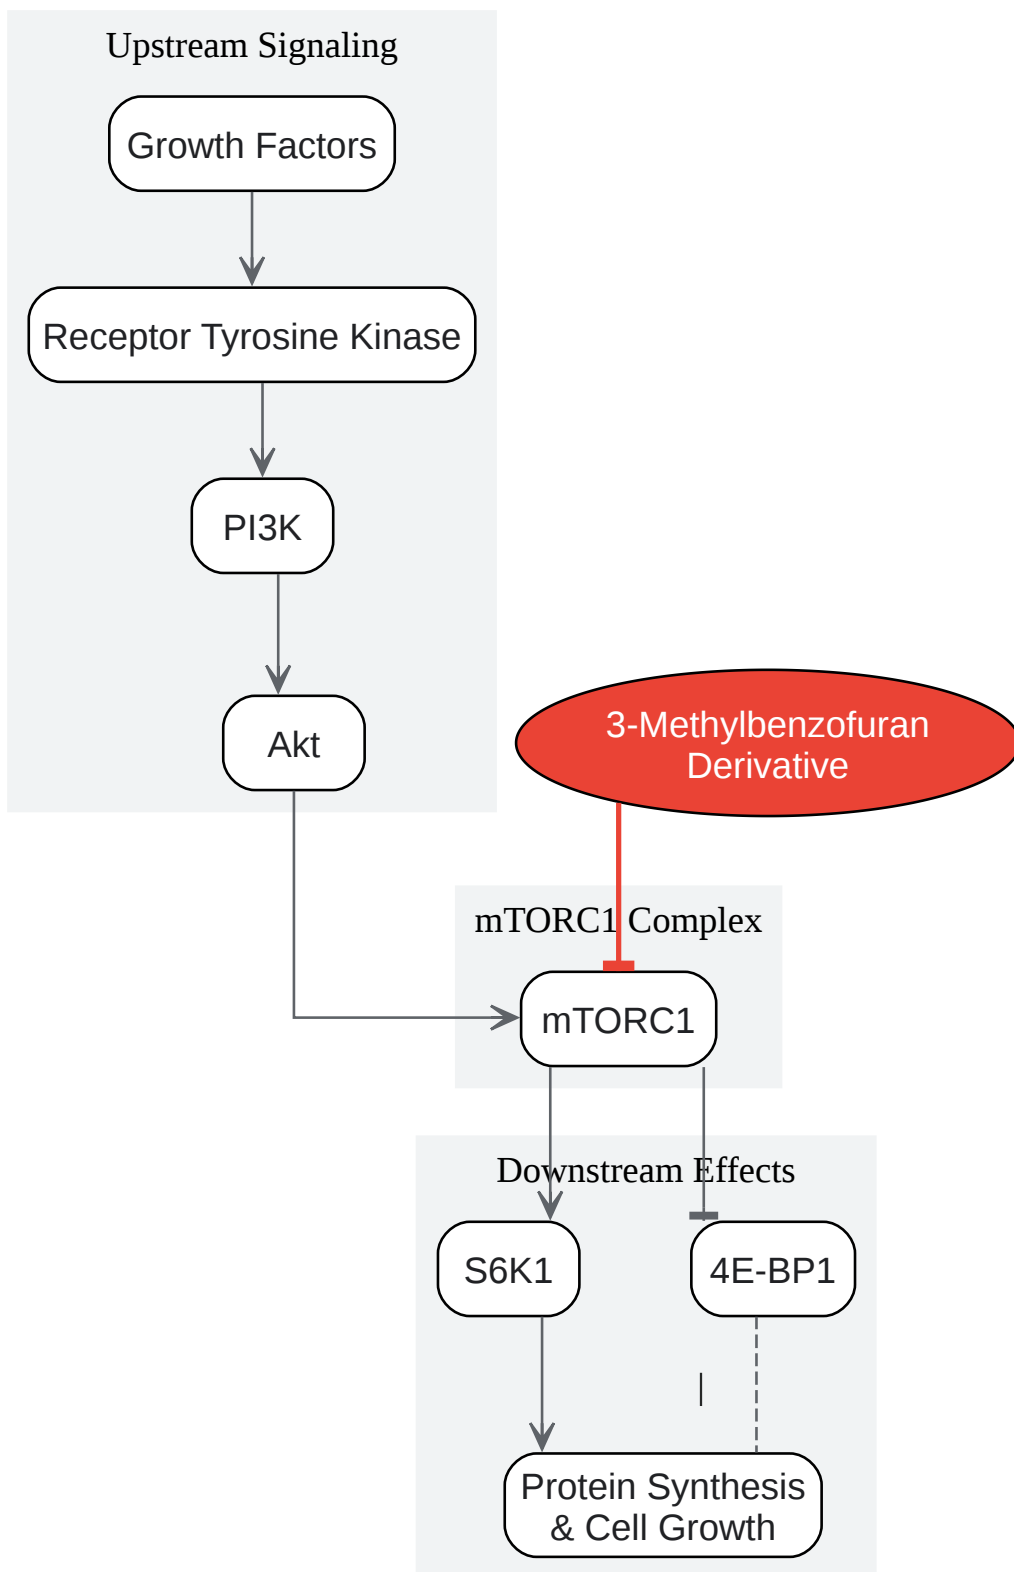 Upstream Signaling
Growth Factors
Receptor Tyrosine Kinase
PI3K
Akt
3-Methylbenzofuran
Derivative
mTORC1 Complex
mTORC1
Downstream Effects
S6K1
4E-BP1
|
Protein Synthesis
& Cell Growth